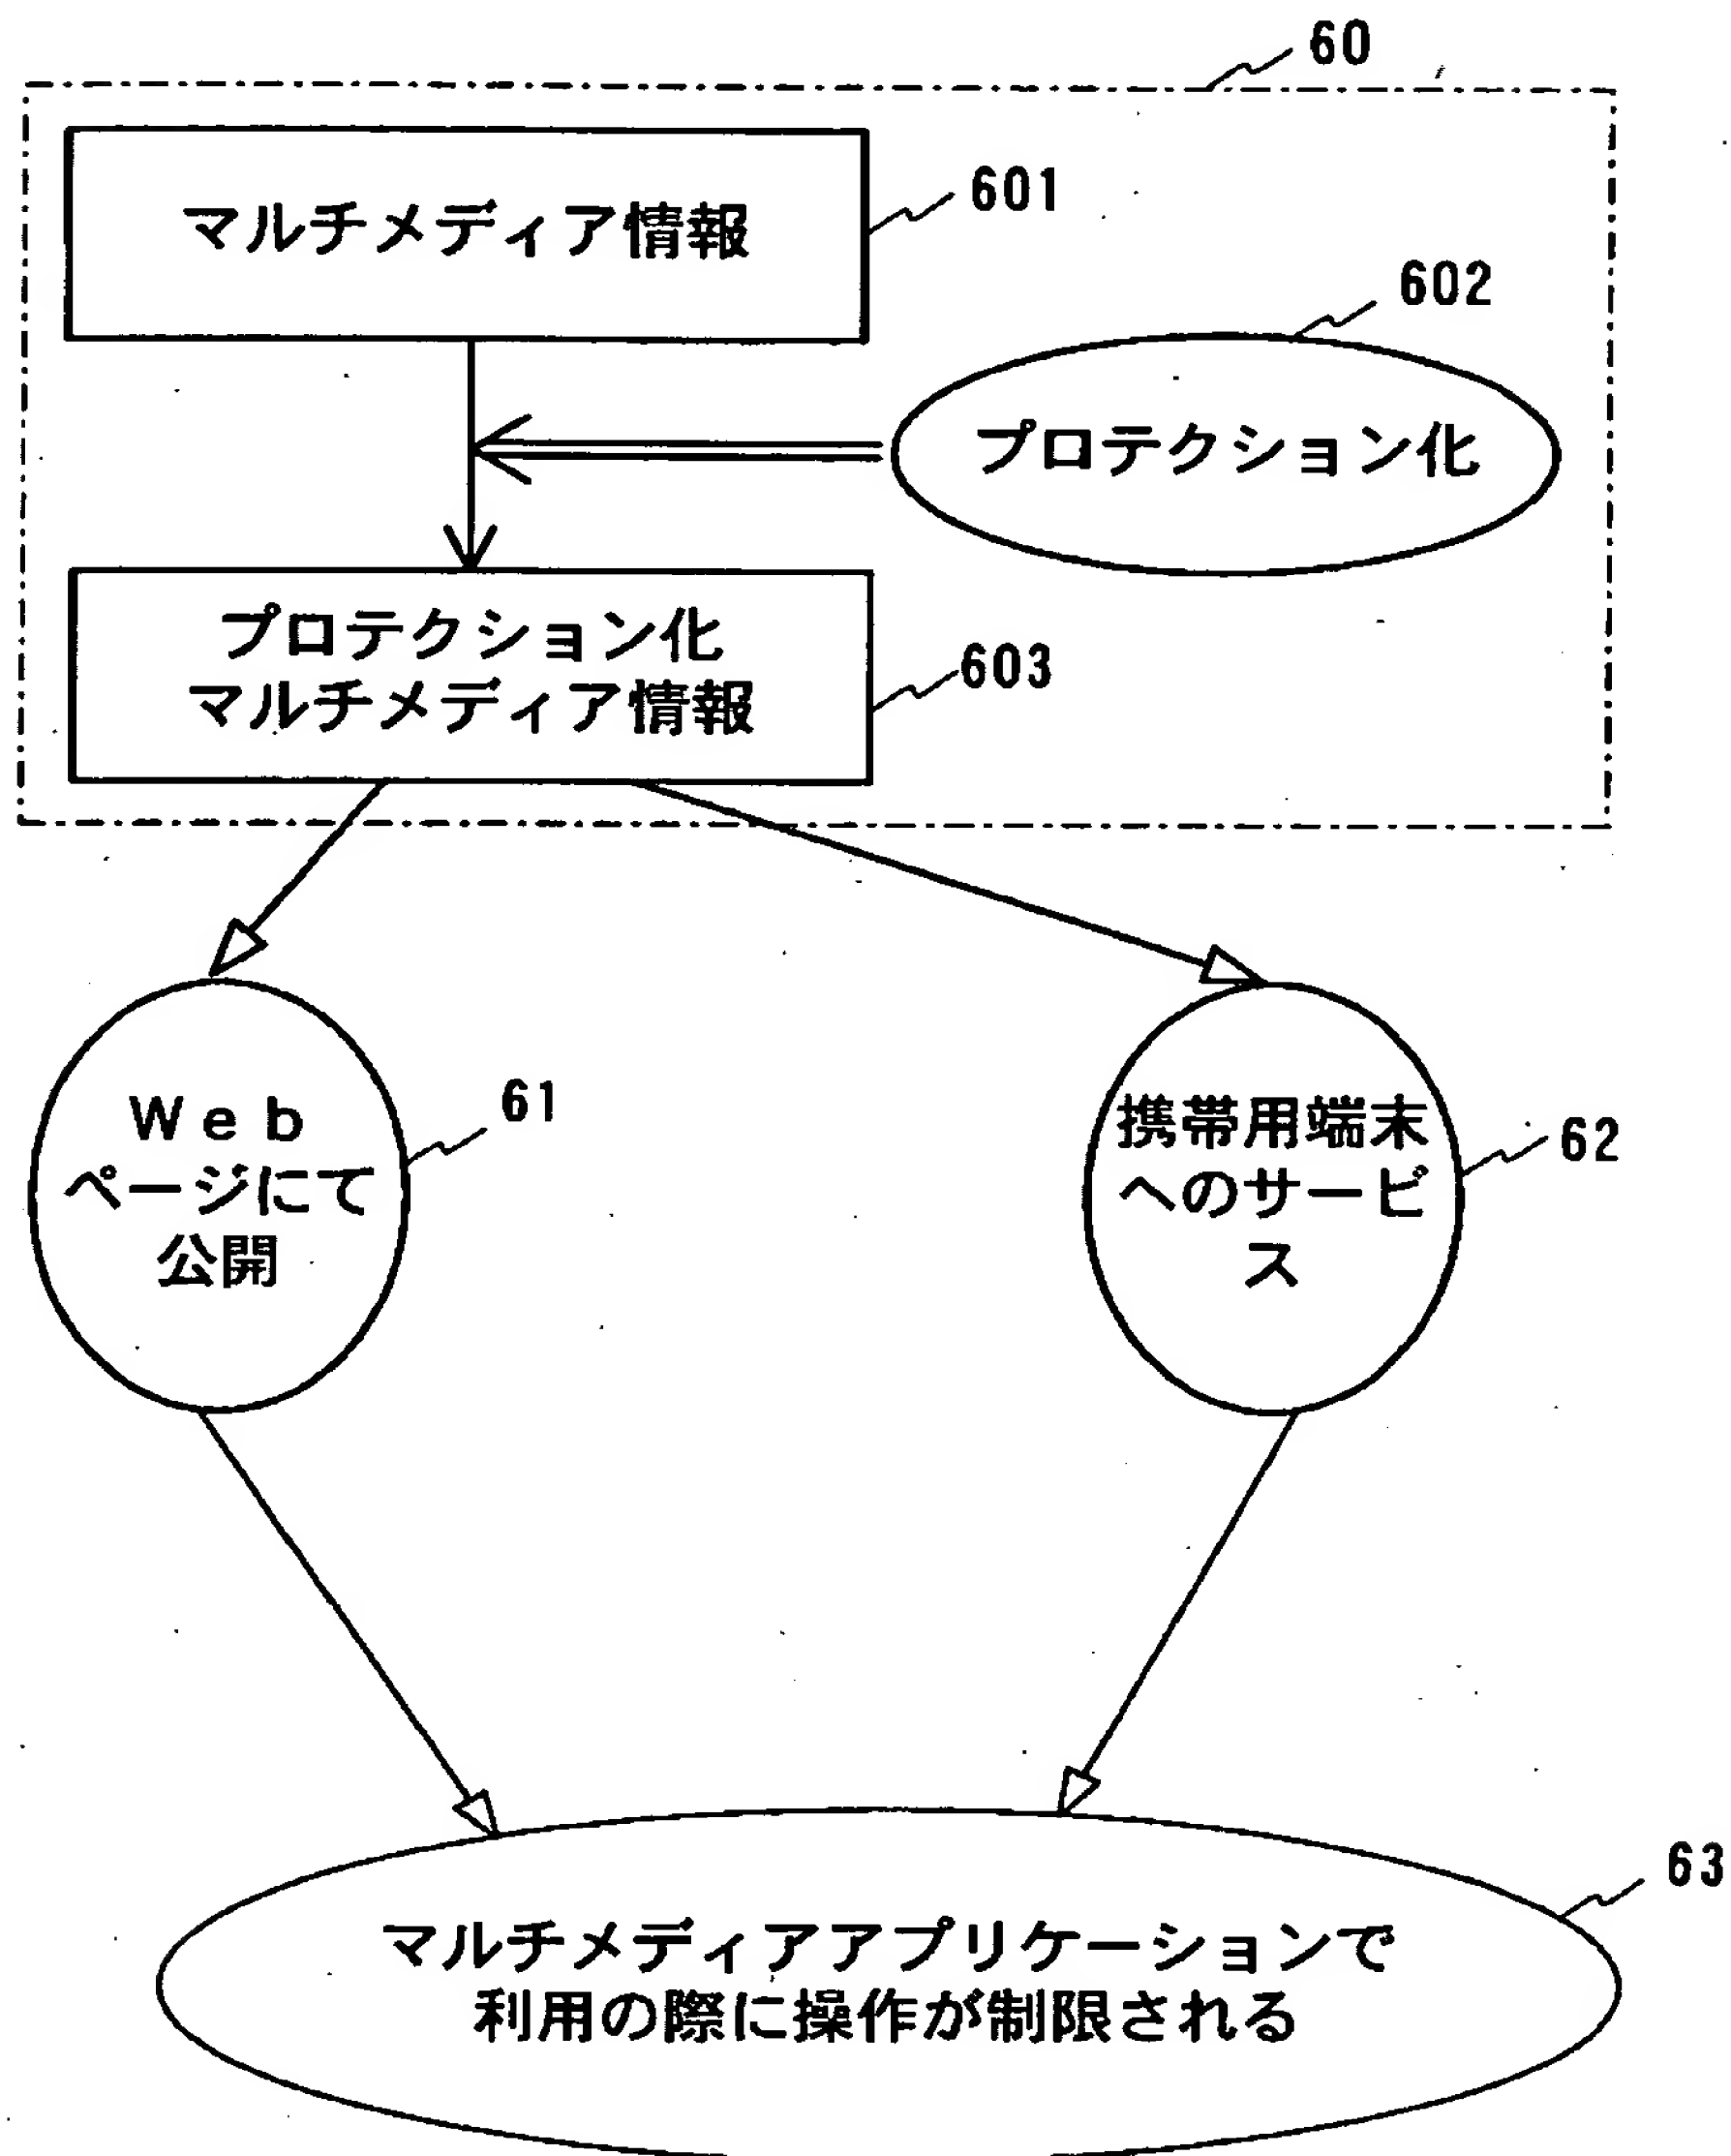 60
マルチメディア情報
601
602
プロテクション化
プロテクション化
マルチメディア情報
603
Web
ページにて
公開
61
携帯用端末
へのサービ
ス
62
63
マルチメディアアプリケーションで
利用の際に操作が制限される